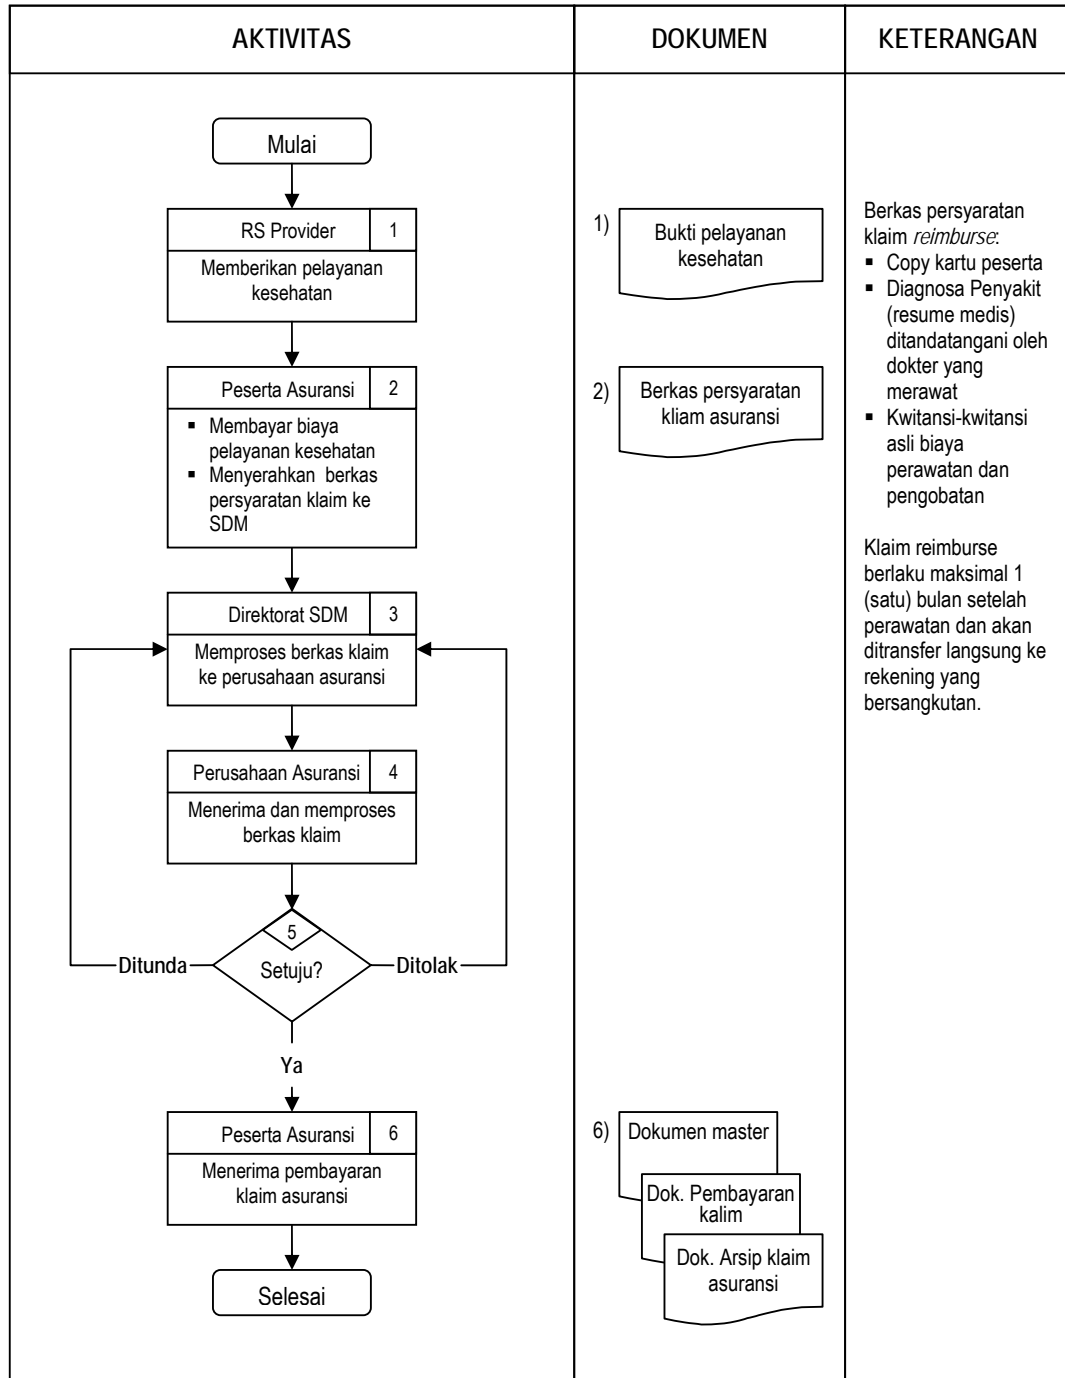 AKTIVITAS
DOKUMEN
KETERANGAN
Mulai
RS Provider
1
Memberikan pelayanan
kesehatan
Peserta Asuransi
2
▪ Membayar biaya
pelayanan kesehatan
▪ Menyerahkan berkas
persyaratan klaim ke
SDM
Direktorat SDM
3
Memproses berkas klaim
ke perusahaan asuransi
Perusahaan Asuransi
4
Menerima dan memproses
berkas klaim
5
Setuju?
Ditunda
Ditolak
Ya
Peserta Asuransi
6
Menerima pembayaran
klaim asuransi
Selesai
1)
Bukti pelayanan
kesehatan
2)
Berkas persyaratan
kliam asuransi
6)
Dokumen master
Dok. Pembayaran
kalim
Dok. Arsip klaim
asuransi
Berkas persyaratan
klaim reimburse:
▪ Copy kartu peserta
▪ Diagnosa Penyakit
(resume medis)
ditandatangani oleh
dokter yang
merawat
▪ Kwitansi-kwitansi
asli biaya
perawatan dan
pengobatan
Klaim reimburse
berlaku maksimal 1
(satu) bulan setelah
perawatan dan akan
ditransfer langsung ke
rekening yang
bersangkutan.